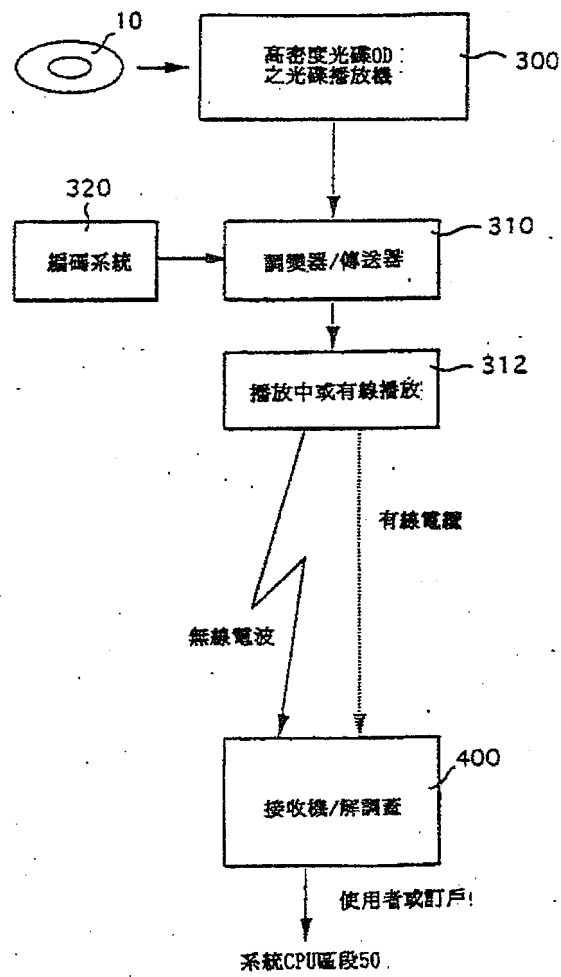 10
高密度光碟OD
之光碟播放機
300
320
編碼系統
調變器/傳送器
310
播放中或有線播放
312
有線電纜
無線電波
400
接收機/解調蓋
使用者或訂戶
系統CPU區段50